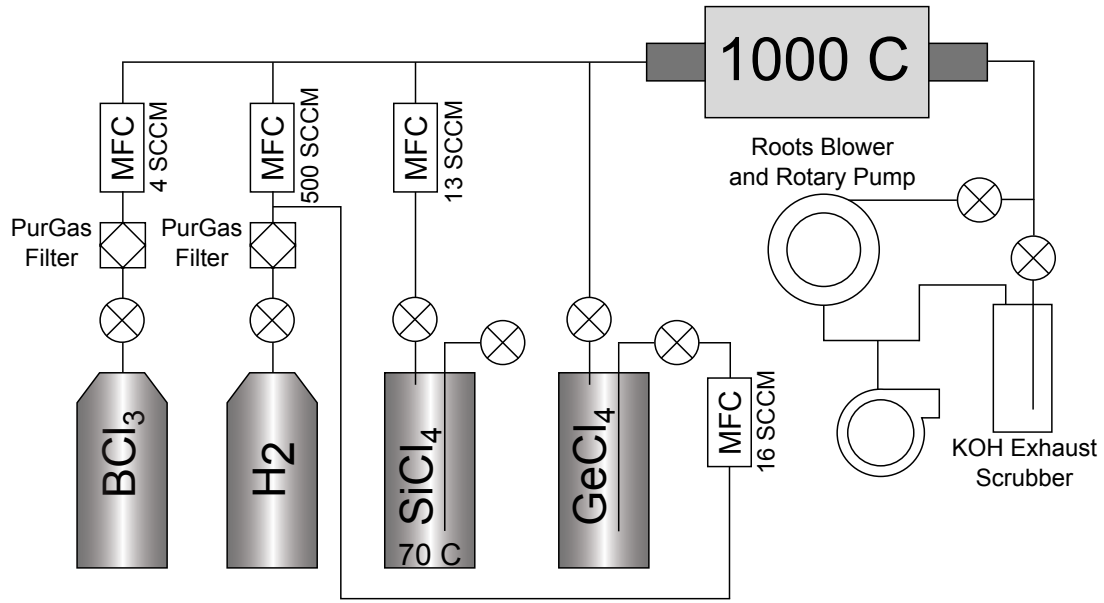 1000 C
MFC
4 SCCM
MFC
500 SCCM
MFC
13 SCCM
Roots Blower
and Rotary Pump
PurGas
Filter
PurGas
Filter
BCl₃
H₂
SiCl₄
70 C
GeCl₄
MFC
16 SCCM
KOH Exhaust
Scrubber